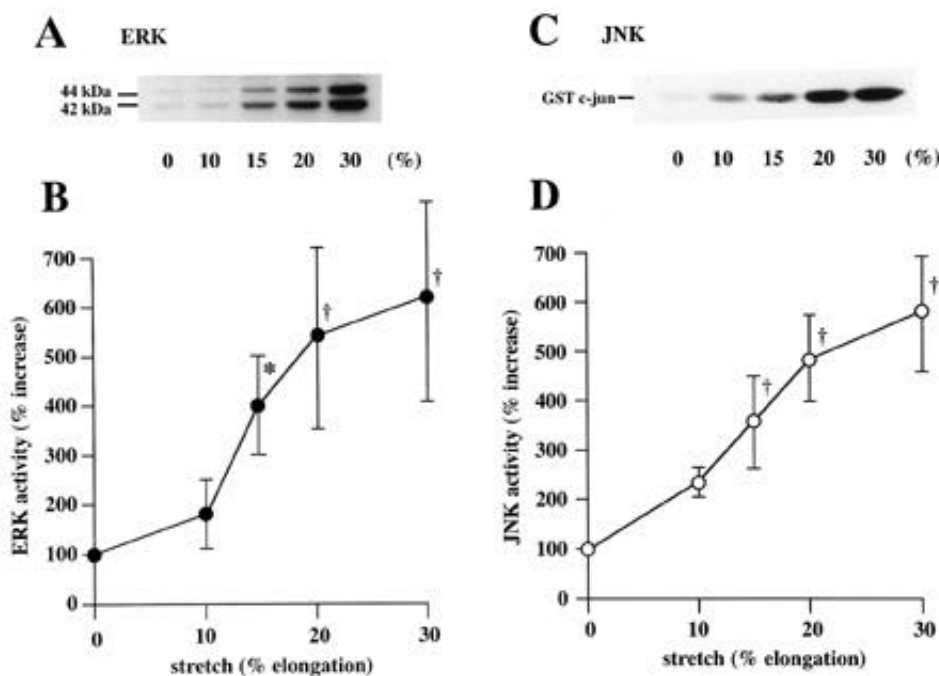 A ERK
44 kDa
42 kDa
0 10 15 20 30 (%)
B
700
600
500
400
300
200
100
0
ERK activity (% increase)
*
†
†
0 10 20 30
stretch (% elongation)
C JNK
GST c-jun
0 10 15 20 30 (%)
D
700
600
500
400
300
200
100
0
JNK activity (% increase)
†
†
†
0 10 20 30
stretch (% elongation)